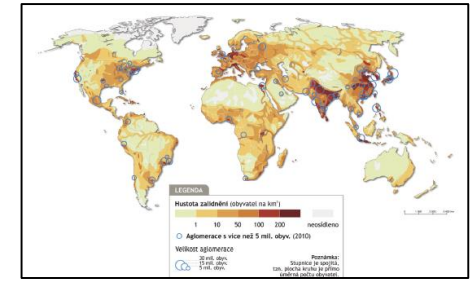 LEGENDA
Hustota zalidnění (obyvatel na km²)
1 10 50 100 200 neosídleno
Aglomerace s více než 5 mil. obyv. (2010)
Velikost aglomerace
30 mil. obyv.
15 mil. obyv.
5 mil. obyv.
Poznámka:
Stupnice je spojitá,
tzn. plocha kruhu je přímo
úměrná počtu obyvatel.